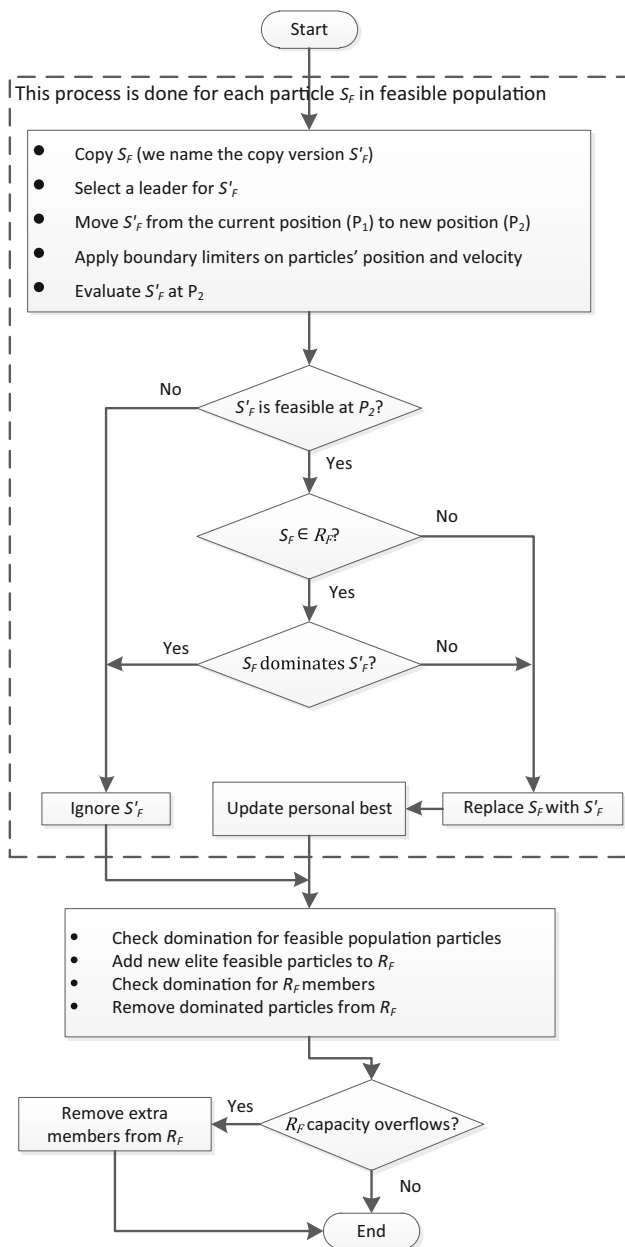 Start
This process is done for each particle S_F in feasible population
• Copy S_F (we name the copy version S'_F)
• Select a leader for S'_F
• Move S'_F from the current position (P₁) to new position (P₂)
• Apply boundary limiters on particles' position and velocity
• Evaluate S'_F at P₂
No
S'_F is feasible at P₂?
Yes
S_F ∈ R_F?
No
Yes
Yes
S_F dominates S'_F?
No
Ignore S'_F
Update personal best
Replace S_F with S'_F
• Check domination for feasible population particles
• Add new elite feasible particles to R_F
• Check domination for R_F members
• Remove dominated particles from R_F
Remove extra
members from R_F
Yes
R_F capacity overflows?
No
End